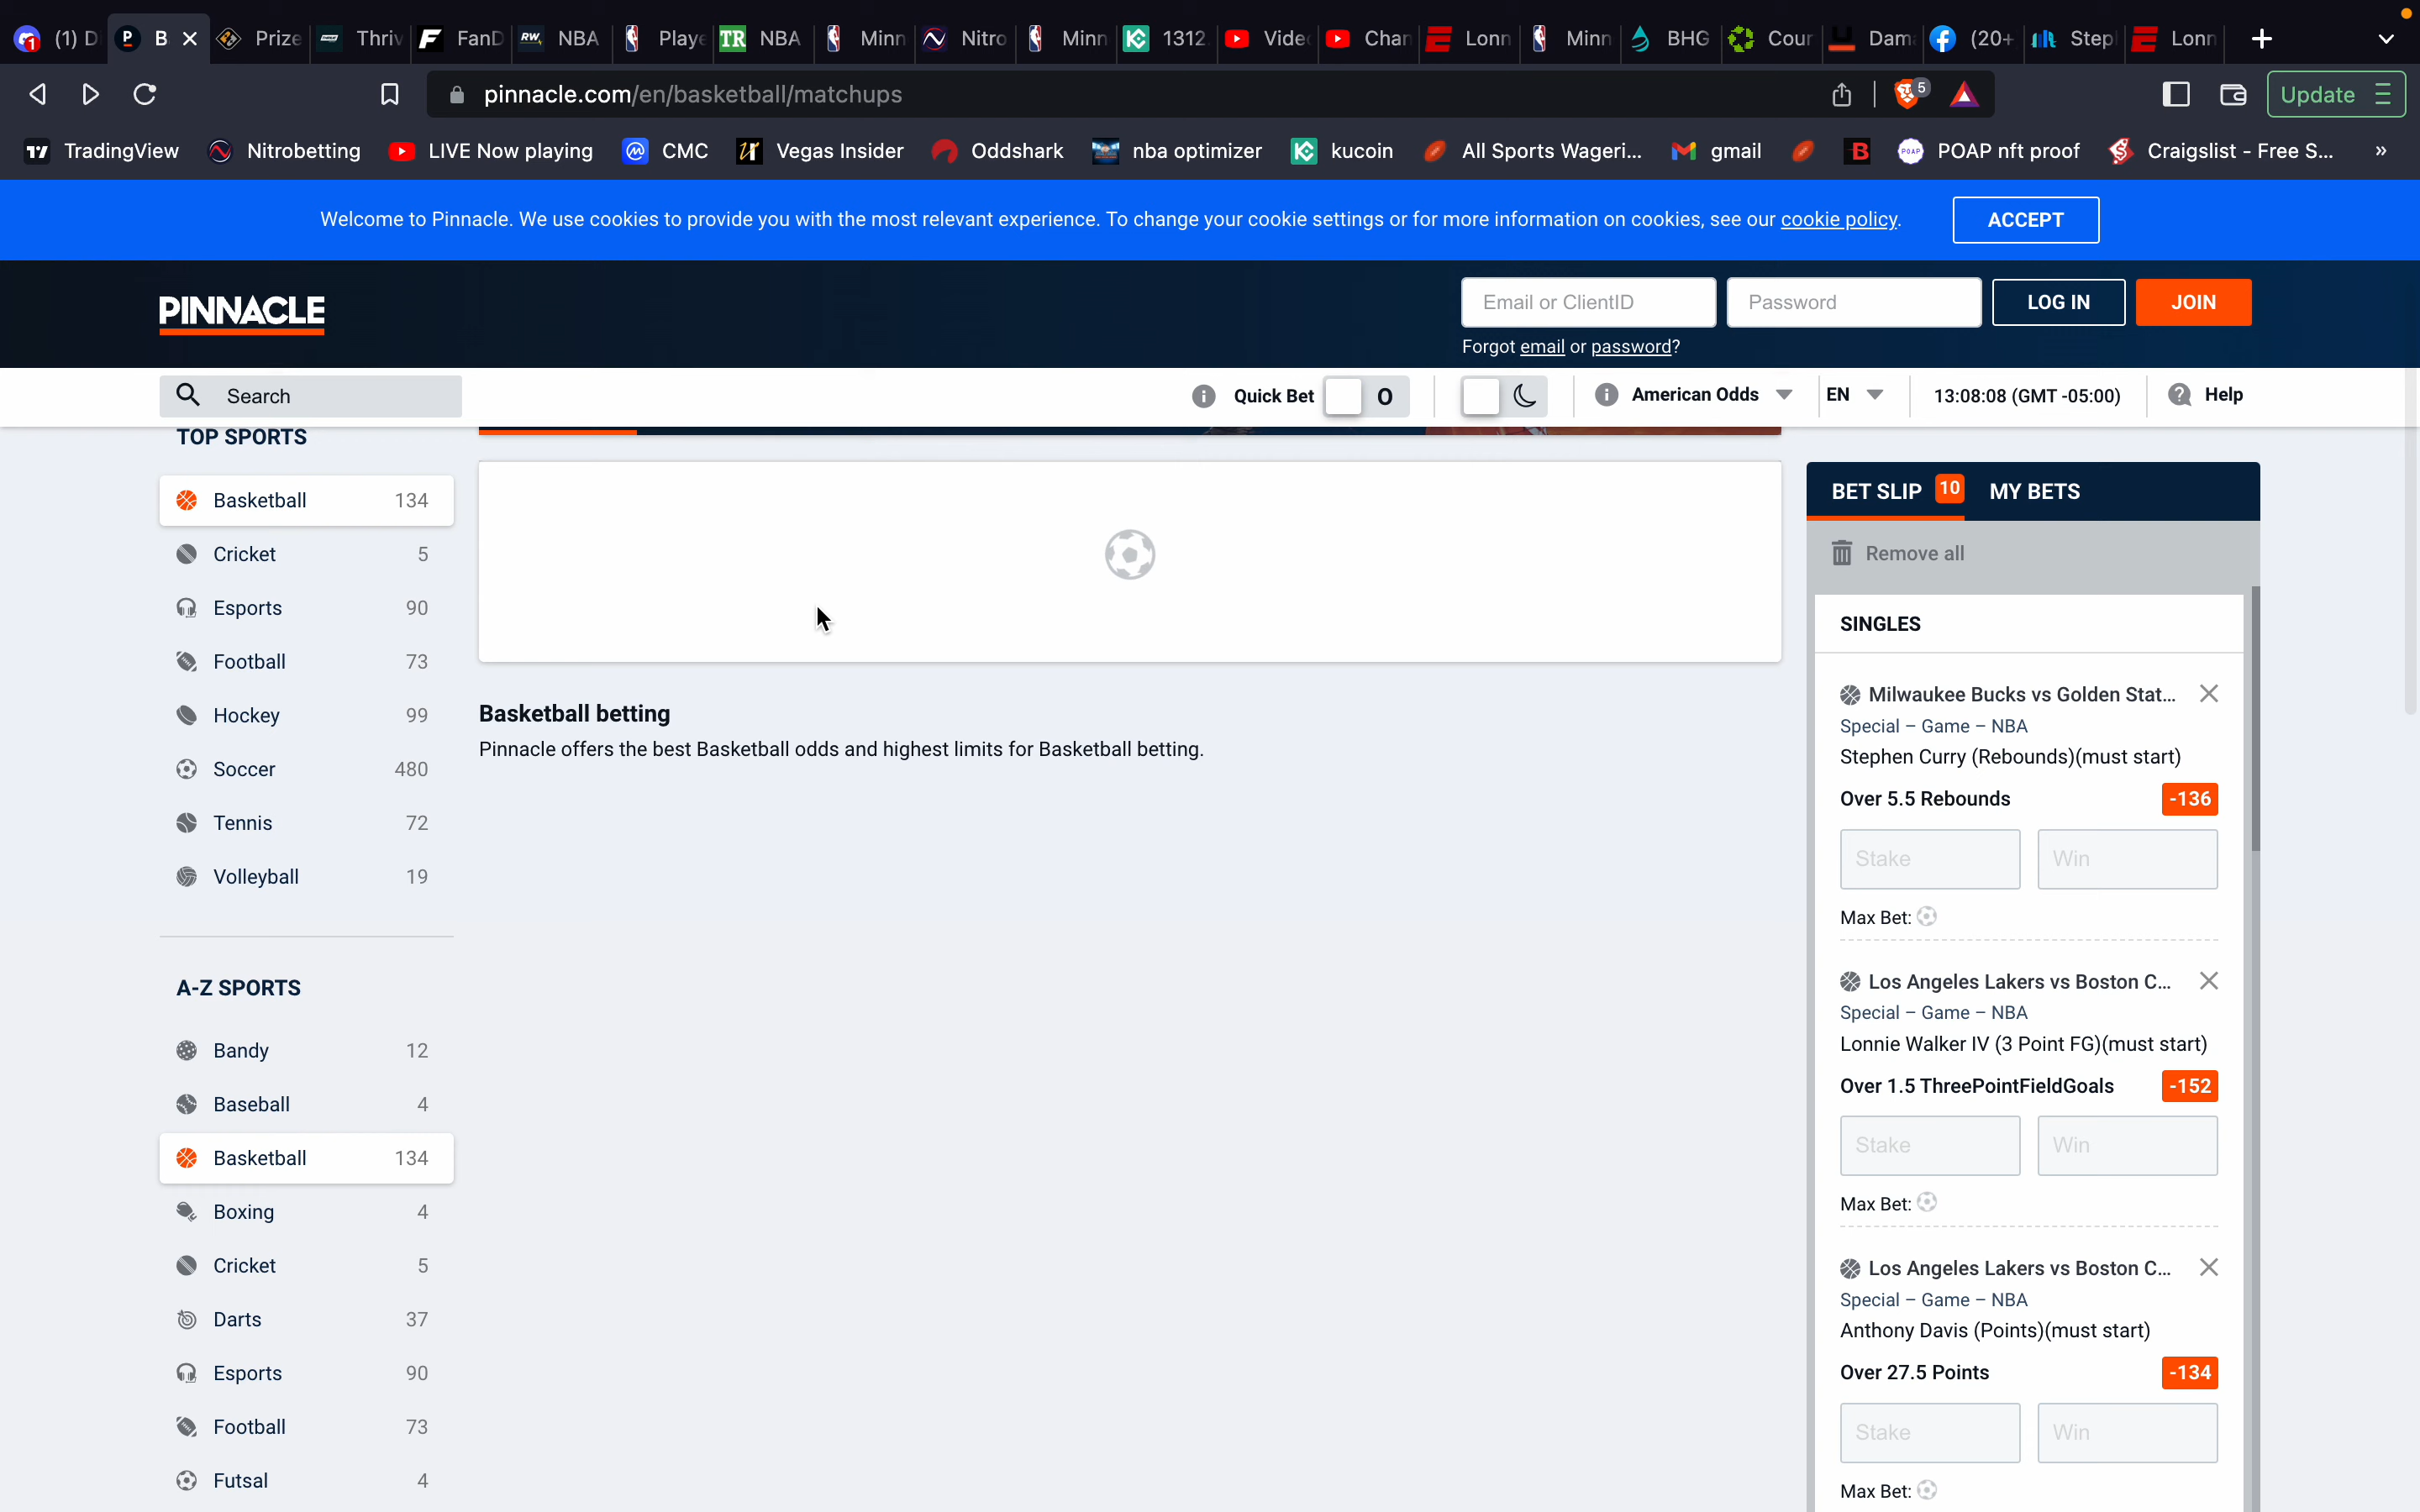 (1) D
B
Prize
Thriv
FanD
NBA
Playe
NBA
Minn
Nitro
Minn
1312
Vide
Chan
Lonn
Minn
BHG
Cour
Dama
(20+
Step
Lonn
pinnacle.com/en/basketball/matchups
5
Update
TradingView
Nitrobetting
LIVE Now playing
CMC
Vegas Insider
Oddshark
nba optimizer
kucoin
All Sports Wageri...
gmail
POAP nft proof
Craigslist - Free S...
»
Welcome to Pinnacle. We use cookies to provide you with the most relevant experience. To change your cookie settings or for more information on cookies, see our cookie policy.
ACCEPT
PINNACLE
Email or ClientID
Password
LOG IN
JOIN
Forgot email or password?
Search
Quick Bet
O
American Odds
EN
13:08:08 (GMT -05:00)
Help
TOP SPORTS
Basketball 134
Cricket 5
Esports 90
Football 73
Hockey 99
Soccer 480
Tennis 72
Volleyball 19
A-Z SPORTS
Bandy 12
Baseball 4
Basketball 134
Boxing 4
Cricket 5
Darts 37
Esports 90
Football 73
Futsal 4
Basketball betting
Pinnacle offers the best Basketball odds and highest limits for Basketball betting.
BET SLIP 10 MY BETS
Remove all
SINGLES
Milwaukee Bucks vs Golden Stat...
Special – Game – NBA
Stephen Curry (Rebounds)(must start)
Over 5.5 Rebounds -136
Stake Win
Max Bet:
Los Angeles Lakers vs Boston C...
Special – Game – NBA
Lonnie Walker IV (3 Point FG)(must start)
Over 1.5 ThreePointFieldGoals -152
Stake Win
Max Bet:
Los Angeles Lakers vs Boston C...
Special – Game – NBA
Anthony Davis (Points)(must start)
Over 27.5 Points -134
Stake Win
Max Bet: